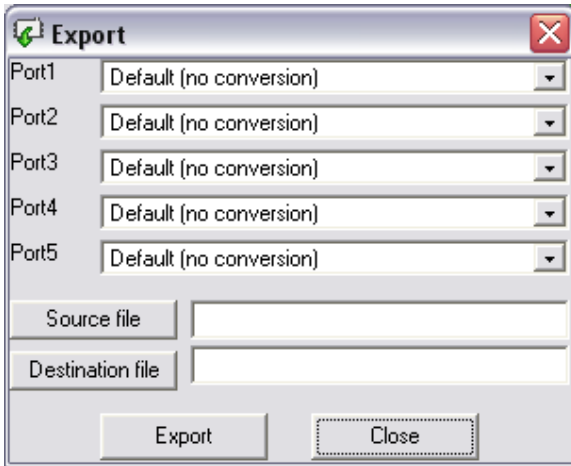 Export
Port1 Default (no conversion)
Port2 Default (no conversion)
Port3 Default (no conversion)
Port4 Default (no conversion)
Port5 Default (no conversion)
Source file
Destination file
Export Close